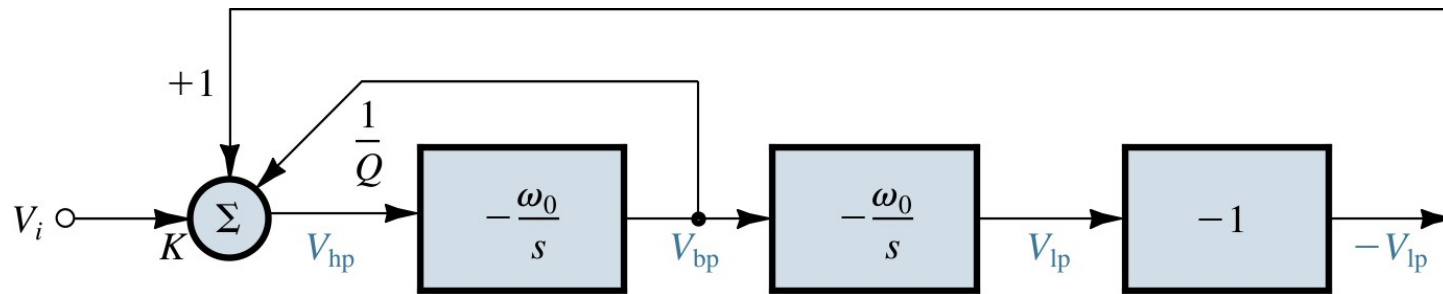 +1
1
Q
V_i
K
Σ
V_hp
−ω_0/s
V_bp
−ω_0/s
V_lp
−1
−V_lp